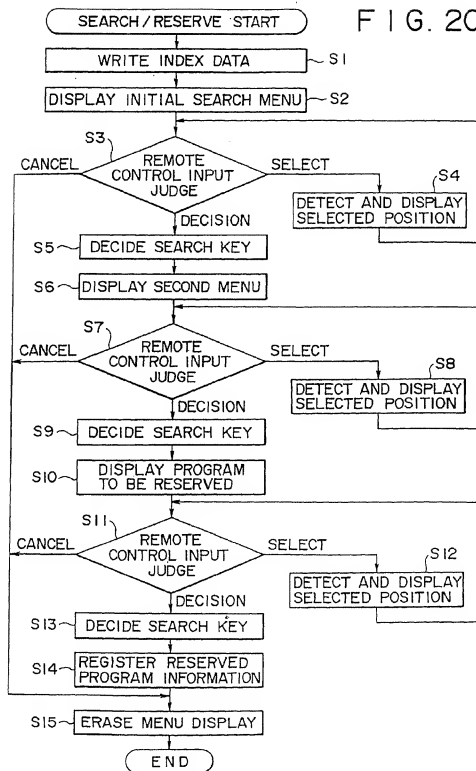 FIG. 20
SEARCH/RESERVE START
WRITE INDEX DATA
S1
DISPLAY INITIAL SEARCH MENU
S2
S3
CANCEL
REMOTE
CONTROL INPUT
JUDGE
SELECT
S4
DETECT AND DISPLAY
SELECTED POSITION
DECISION
S5
DECIDE SEARCH KEY
S6
DISPLAY SECOND MENU
S7
CANCEL
REMOTE
CONTROL INPUT
JUDGE
SELECT
S8
DETECT AND DISPLAY
SELECTED POSITION
DECISION
S9
DECIDE SEARCH KEY
S10
DISPLAY PROGRAM
TO BE RESERVED
S11
CANCEL
REMOTE
CONTROL INPUT
JUDGE
SELECT
S12
DETECT AND DISPLAY
SELECTED POSITION
DECISION
S13
DECIDE SEARCH KEY
S14
REGISTER RESERVED
PROGRAM INFORMATION
S15
ERASE MENU DISPLAY
END